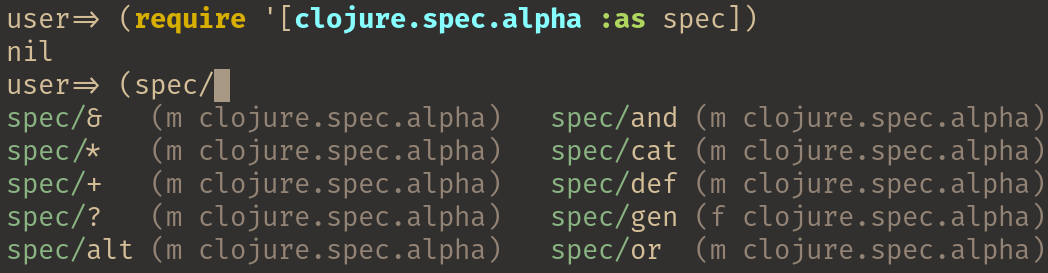 user=> (require '[clojure.spec.alpha :as spec])
nil
user=> (spec/
spec/&   (m clojure.spec.alpha)   spec/and (m clojure.spec.alpha)
spec/*   (m clojure.spec.alpha)   spec/cat (m clojure.spec.alpha)
spec/+   (m clojure.spec.alpha)   spec/def (m clojure.spec.alpha)
spec/?   (m clojure.spec.alpha)   spec/gen (f clojure.spec.alpha)
spec/alt (m clojure.spec.alpha)   spec/or  (m clojure.spec.alpha)